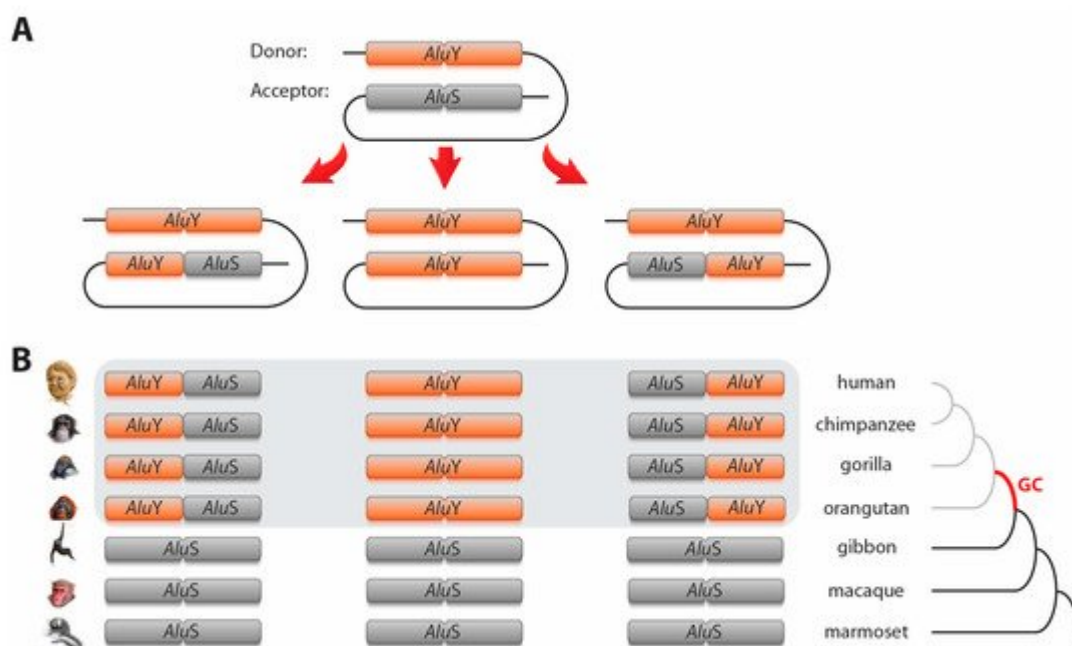 A
Donor: AluY
Acceptor: AluS
AluY AluY AluY
AluY AluS AluY AluS AluY
B
AluY AluS AluY AluS AluY human
AluY AluS AluY AluS AluY chimpanzee
AluY AluS AluY AluS AluY gorilla
GC
AluY AluS AluY AluS AluY orangutan
AluS AluS AluS gibbon
AluS AluS AluS macaque
AluS AluS AluS marmoset